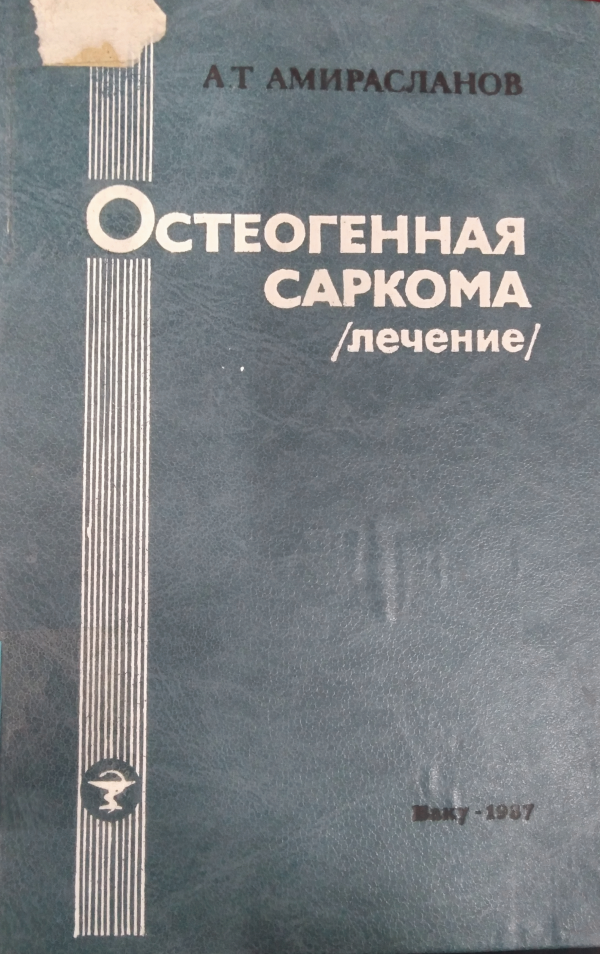 А.Т АМИРАСЛАНОВ
ОСТЕОГЕННАЯ
САРКОМА
/лечение/
Баку - 1987